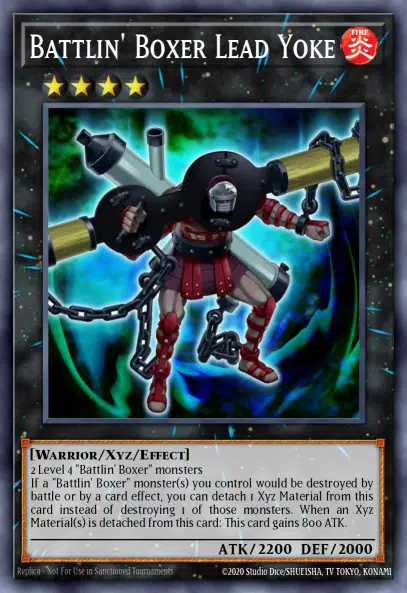 BATTLIN' BOXER LEAD YOKE
FIRE
炎
[WARRIOR/XYZ/EFFECT]
2 Level 4 "Battlin' Boxer" monsters
If a "Battlin' Boxer" monster(s) you control would be destroyed by
battle or by a card effect, you can detach 1 Xyz Material from this
card instead of destroying 1 of those monsters. When an Xyz
Material(s) is detached from this card: This card gains 800 ATK.
ATK/2200 DEF/2000
Replica - Not For Use in Sanctioned Tournaments
©2020 Studio Dice/SHUEISHA, TV TOKYO, KONAMI